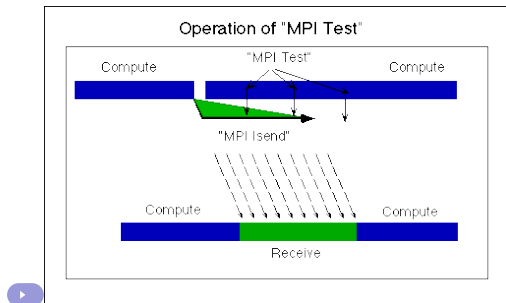 Operation of "MPI Test"
"MPI Test"
Compute
Compute
"MPI Isend"
Compute
Compute
Receive